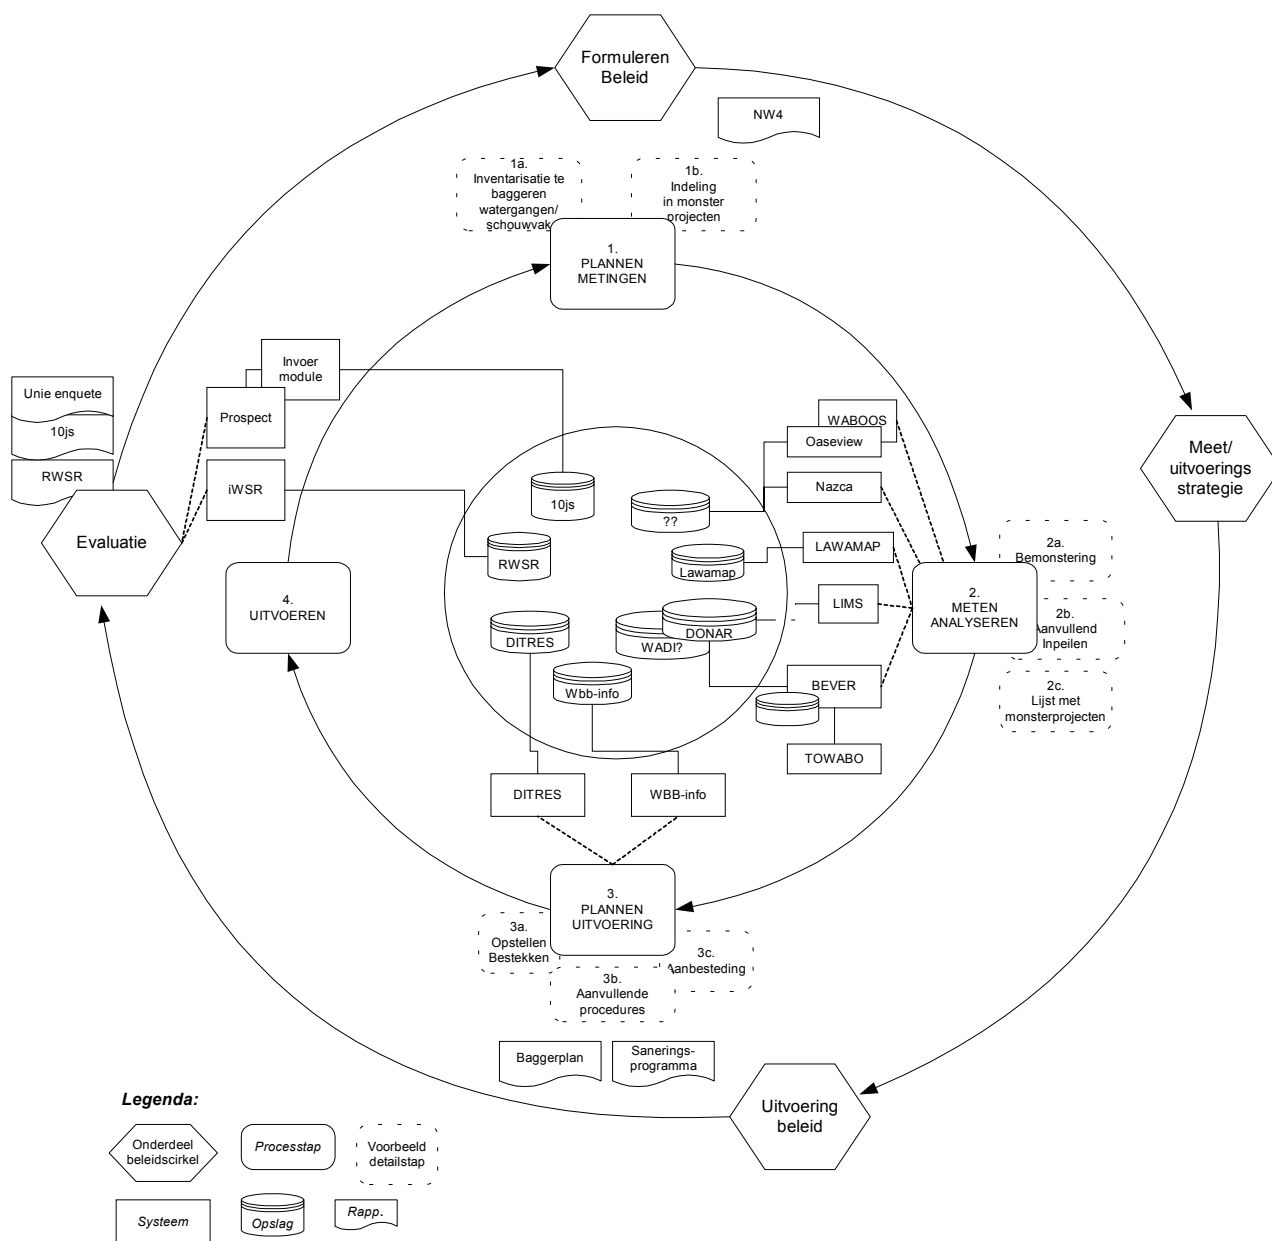 Formuleren
Beleid
NW4
1a.
Inventarisatie te
baggeren
watergangen/
schouwvak
1b.
Indeling
in monster
projecten
1.
PLANNEN
METINGEN
Invoer
module
Prospect
iWSR
Unie enquete
10js
RWSR
Evaluatie
WABOOS
Oaseview
Nazca
LAWAMAP
LIMS
BEVER
TOWABO
10js
??
RWSR
Lawamap
DITRES
WADI?
DONAR
Wbb-info
Meet/
uitvoerings
strategie
2a.
Bemonstering
2.
METEN
ANALYSEREN
2b.
Aanvullend
Inpeilen
2c.
Lijst met
monsterprojecten
4.
UITVOEREN
DITRES
WBB-info
3.
PLANNEN
UITVOERING
3a.
Opstellen
Bestekken
3b.
Aanvullende
procedures
3c.
Aanbesteding
Baggerplan
Sanerings-
programma
Uitvoering
beleid
Legenda:
Onderdeel
beleidscirkel
Processtap
Voorbeeld
detailstap
Systeem
Opslag
Rapp.